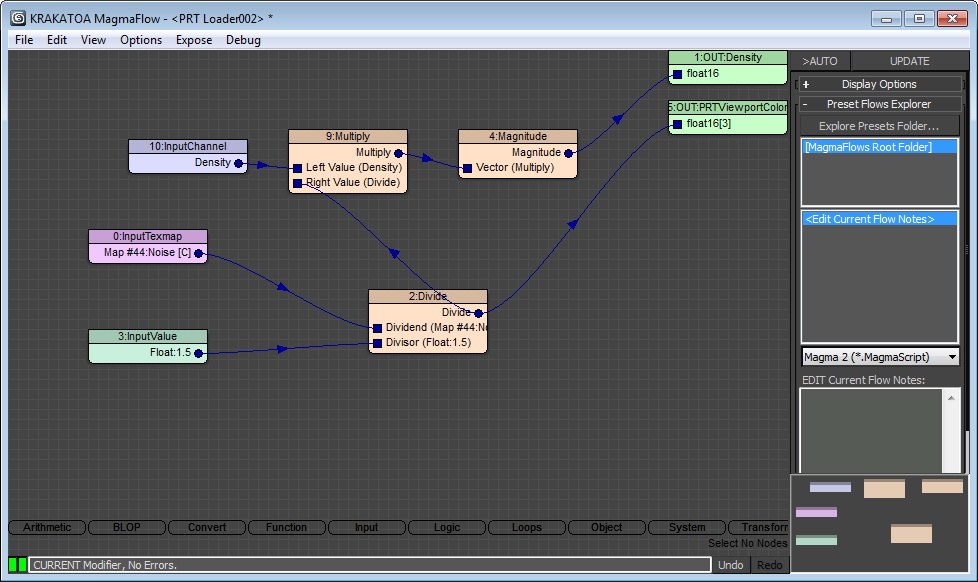 KRAKATOA MagmaFlow - <PRT Loader002> *
File Edit View Options Expose Debug
>AUTO UPDATE
+ Display Options
- Preset Flows Explorer
Explore Presets Folder...
[MagmaFlows Root Folder]
<Edit Current Flow Notes>
Magma 2 (*.MagmaScript)
EDIT Current Flow Notes:
1:OUT:Density
float16
5:OUT:PRTViewportColor
float16[3]
10:InputChannel
Density
9:Multiply
Multiply
Left Value (Density)
Right Value (Divide)
4:Magnitude
Magnitude
Vector (Multiply)
0:InputTexmap
Map #44:Noise [C]
2:Divide
Divide
Dividend (Map #44:No
Divisor (Float:1.5)
3:InputValue
Float:1.5
Arithmetic BLOP Convert Function Input Logic Loops Object System Transform
Select No Nodes
CURRENT Modifier, No Errors.
Undo Redo